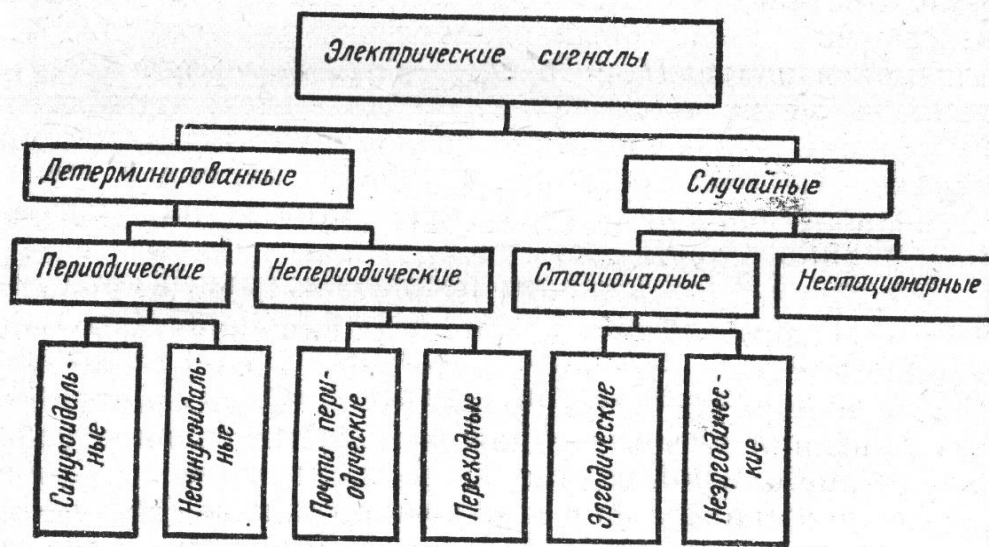 Электрические сигналы
Детерминированные
Случайные
Периодические
Непериодические
Стационарные
Нестационарные
Синусоидаль-
ные
Несинусоидаль-
ные
Почти пери-
одические
Переходные
Эргодические
Неэргодичес-
кие